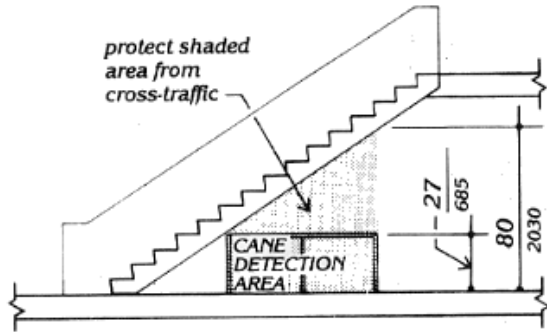 protect shaded
area from
cross-traffic
27
685
80
2030
CANE
DETECTION
AREA